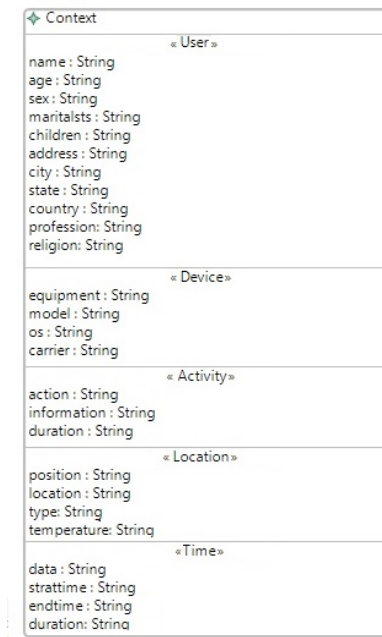 Context
« User »
name : String
age : String
sex : String
maritalsts : String
children : String
address : String
city : String
state : String
country : String
profession: String
religion: String
« Device»
equipment : String
model : String
os : String
carrier : String
« Activity»
action : String
information : String
duration : String
« Location»
position : String
location : String
type: String
temperature: String
«Time»
data : String
strattime : String
endtime : String
duration: String